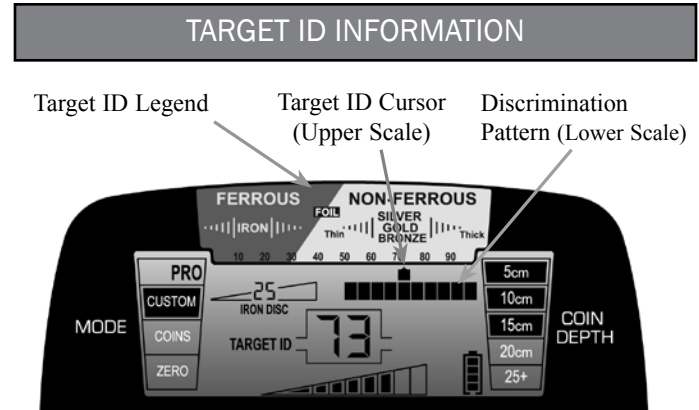 TARGET ID INFORMATION
Target ID Legend
Target ID Cursor
(Upper Scale)
Discrimination
Pattern (Lower Scale)
FERROUS
NON-FERROUS
FOIL
IRON
Thin
SILVER
GOLD
BRONZE
Thick
10 20 30 40 50 60 70 80 90
PRO
CUSTOM
COINS
ZERO
MODE
25
IRON DISC
TARGET ID
73
5cm
10cm
15cm
20cm
25+
COIN
DEPTH